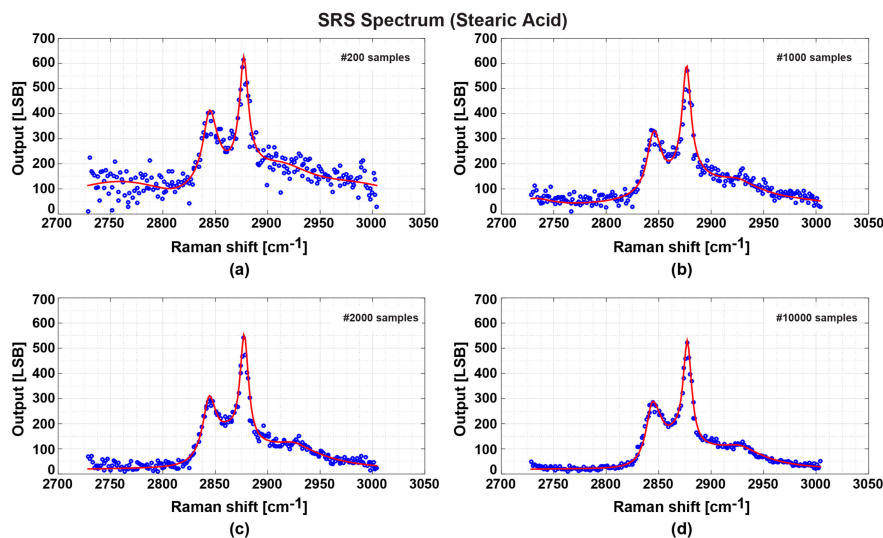 SRS Spectrum (Stearic Acid)
700
600
500
400
300
200
100
0
Output [LSB]
#200 samples
2700 2750 2800 2850 2900 2950 3000 3050
Raman shift [cm-1]
(a)
700
600
500
400
300
200
100
0
Output [LSB]
#1000 samples
2700 2750 2800 2850 2900 2950 3000 3050
Raman shift [cm-1]
(b)
700
600
500
400
300
200
100
0
Output [LSB]
#2000 samples
2700 2750 2800 2850 2900 2950 3000 3050
Raman shift [cm-1]
(c)
700
600
500
400
300
200
100
0
Output [LSB]
#10000 samples
2700 2750 2800 2850 2900 2950 3000 3050
Raman shift [cm-1]
(d)